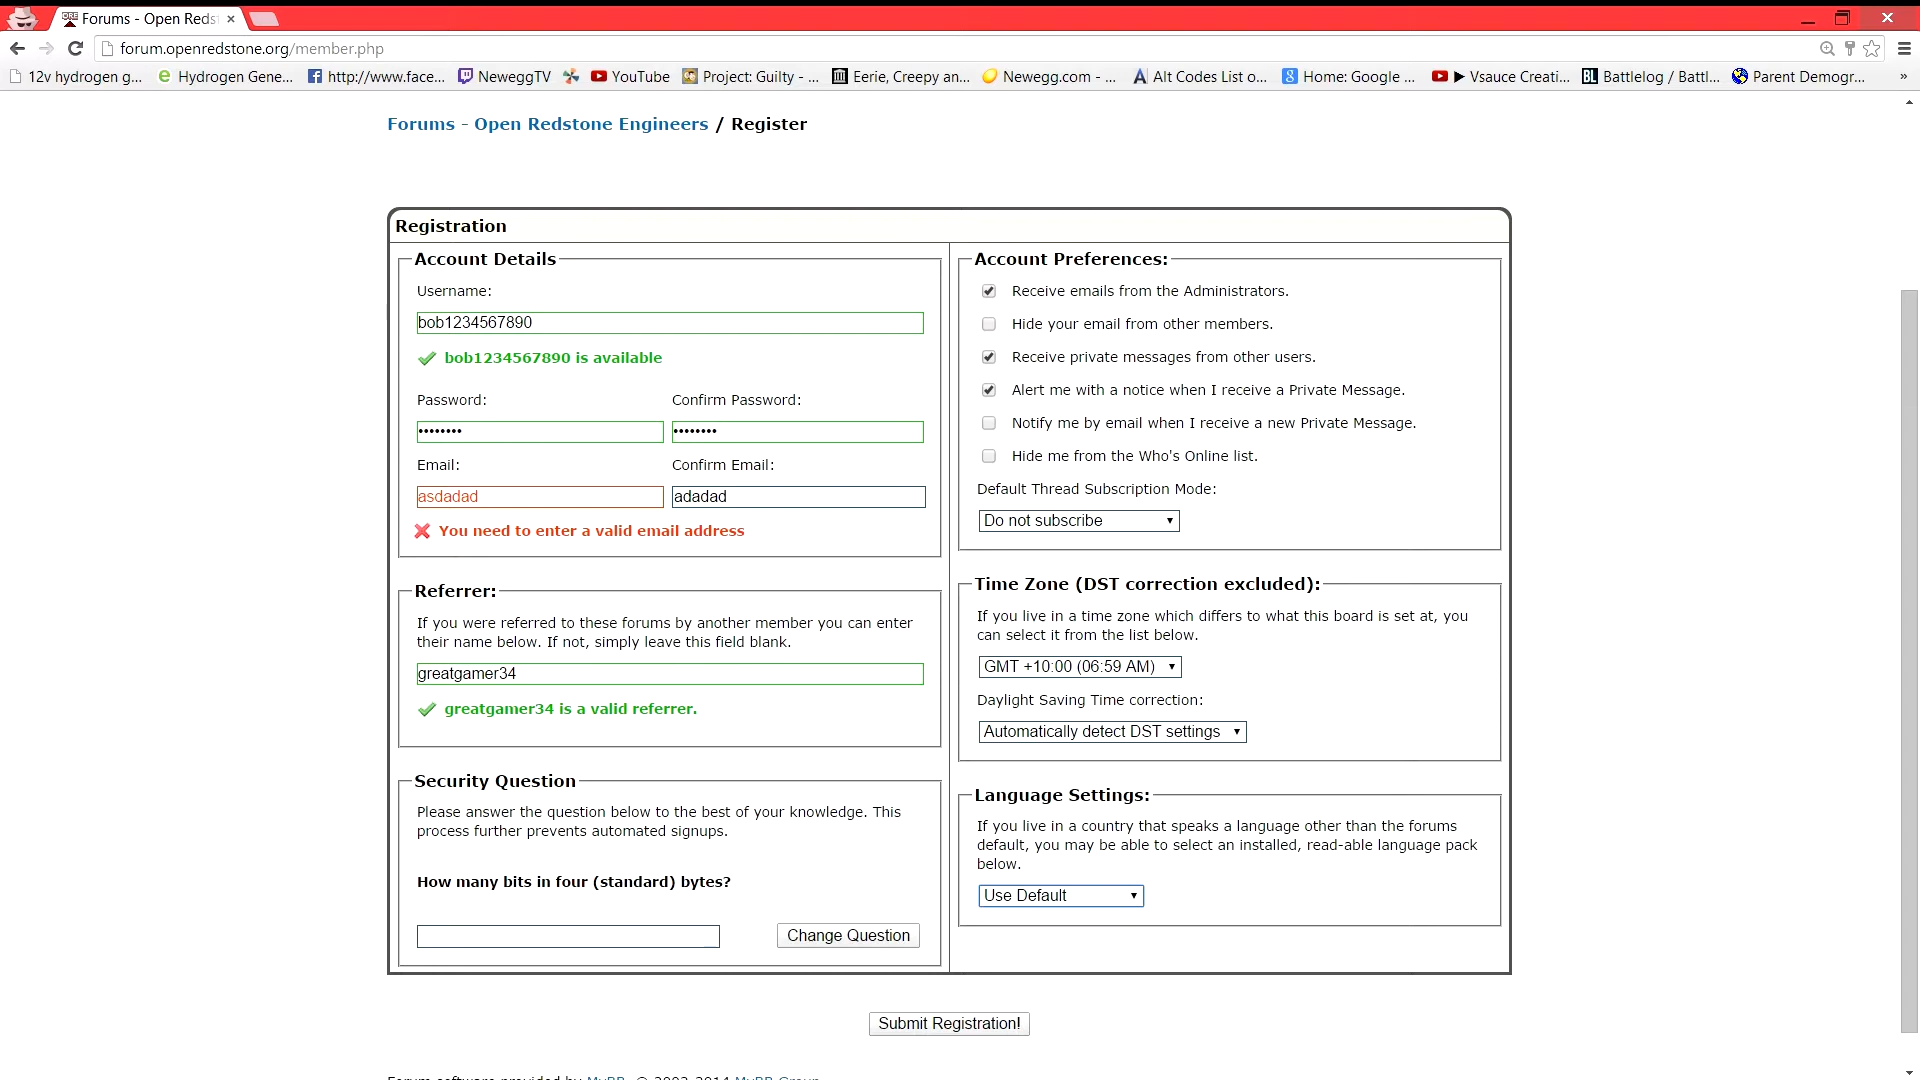 Forums - Open Reds
forum.openredstone.org/member.php
12v hydrogen g...
Hydrogen Gene...
http://www.face...
NeweggTV
YouTube
Project: Guilty - ...
Eerie, Creepy an...
Newegg.com - ...
Alt Codes List o...
Home: Google ...
▶ Vsauce Creati...
Battlelog / Battl...
Parent Demogr...
»
Forums - Open Redstone Engineers / Register
Registration
Account Details
Username:
bob1234567890
bob1234567890 is available
Password: Confirm Password:
•••••••• ••••••••
Email: Confirm Email:
asdadad adadad
You need to enter a valid email address
Referrer:
If you were referred to these forums by another member you can enter
their name below. If not, simply leave this field blank.
greatgamer34
greatgamer34 is a valid referrer.
Security Question
Please answer the question below to the best of your knowledge. This
process further prevents automated signups.
How many bits in four (standard) bytes?
Change Question
Account Preferences:
Receive emails from the Administrators.
Hide your email from other members.
Receive private messages from other users.
Alert me with a notice when I receive a Private Message.
Notify me by email when I receive a new Private Message.
Hide me from the Who's Online list.
Default Thread Subscription Mode:
Do not subscribe
Time Zone (DST correction excluded):
If you live in a time zone which differs to what this board is set at, you
can select it from the list below.
GMT +10:00 (06:59 AM)
Daylight Saving Time correction:
Automatically detect DST settings
Language Settings:
If you live in a country that speaks a language other than the forums
default, you may be able to select an installed, read-able language pack
below.
Use Default
Submit Registration!
Forum software provided by MyBB, © 2002-2014 MyBB Group